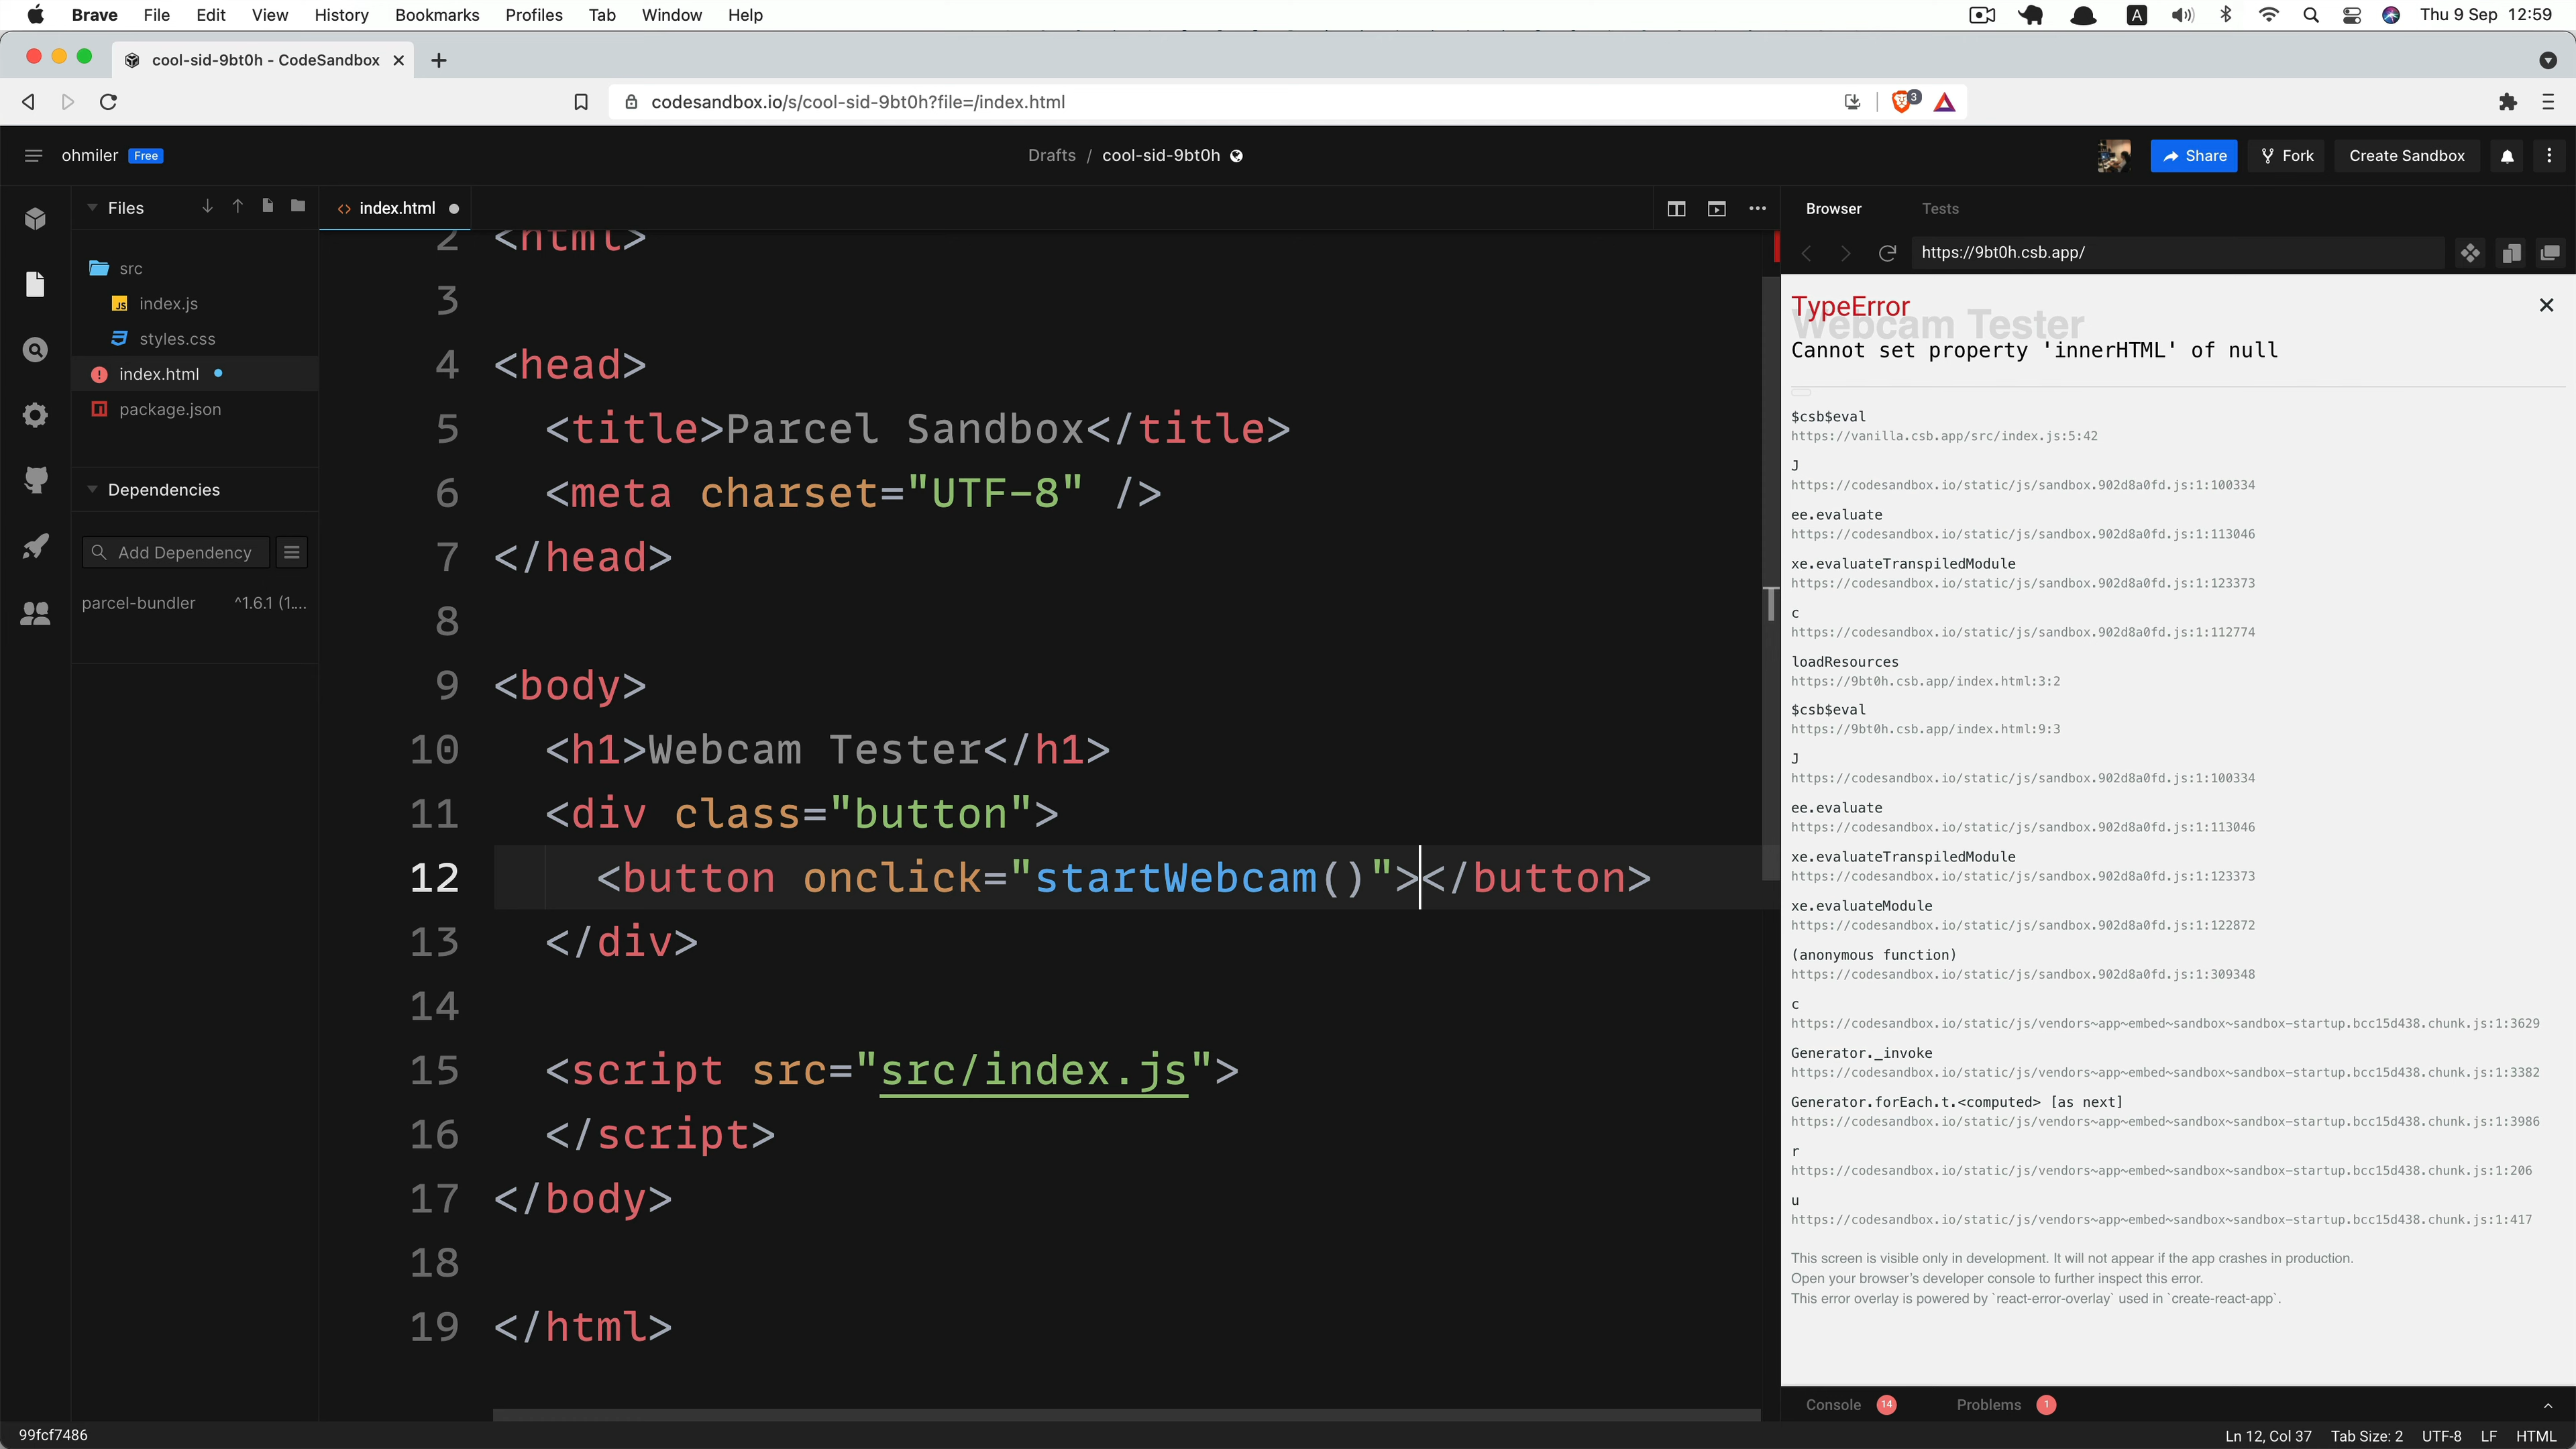 Brave File Edit View History Bookmarks Profiles Tab Window Help
A Thu 9 Sep 12:59
cool-sid-9bt0h - CodeSandbox
codesandbox.io/s/cool-sid-9bt0h?file=/index.html
3
ohmiler Free
Drafts / cool-sid-9bt0h
Share Fork Create Sandbox
Files
src
JS index.js
styles.css
index.html
package.json
Dependencies
Add Dependency
parcel-bundler ^1.6.1 (1....
index.html
2 <html>
3
4 <head>
5 <title>Parcel Sandbox</title>
6 <meta charset="UTF-8" />
7 </head>
8
9 <body>
10 <h1>Webcam Tester</h1>
11 <div class="button">
12 <button onclick="startWebcam()"></button>
13 </div>
14
15 <script src="src/index.js">
16 </script>
17 </body>
18
19 </html>
Browser Tests
https://9bt0h.csb.app/
TypeError
Webcam Tester
Cannot set property 'innerHTML' of null
$csb$eval
https://vanilla.csb.app/src/index.js:5:42
J
https://codesandbox.io/static/js/sandbox.902d8a0fd.js:1:100334
ee.evaluate
https://codesandbox.io/static/js/sandbox.902d8a0fd.js:1:113046
xe.evaluateTranspiledModule
https://codesandbox.io/static/js/sandbox.902d8a0fd.js:1:123373
c
https://codesandbox.io/static/js/sandbox.902d8a0fd.js:1:112774
loadResources
https://9bt0h.csb.app/index.html:3:2
$csb$eval
https://9bt0h.csb.app/index.html:9:3
J
https://codesandbox.io/static/js/sandbox.902d8a0fd.js:1:100334
ee.evaluate
https://codesandbox.io/static/js/sandbox.902d8a0fd.js:1:113046
xe.evaluateTranspiledModule
https://codesandbox.io/static/js/sandbox.902d8a0fd.js:1:123373
xe.evaluateModule
https://codesandbox.io/static/js/sandbox.902d8a0fd.js:1:122872
(anonymous function)
https://codesandbox.io/static/js/sandbox.902d8a0fd.js:1:309348
c
https://codesandbox.io/static/js/vendors~app~embed~sandbox~sandbox-startup.bcc15d438.chunk.js:1:3629
Generator._invoke
https://codesandbox.io/static/js/vendors~app~embed~sandbox~sandbox-startup.bcc15d438.chunk.js:1:3382
Generator.forEach.t.<computed> [as next]
https://codesandbox.io/static/js/vendors~app~embed~sandbox~sandbox-startup.bcc15d438.chunk.js:1:3986
r
https://codesandbox.io/static/js/vendors~app~embed~sandbox~sandbox-startup.bcc15d438.chunk.js:1:206
u
https://codesandbox.io/static/js/vendors~app~embed~sandbox~sandbox-startup.bcc15d438.chunk.js:1:417
This screen is visible only in development. It will not appear if the app crashes in production.
Open your browser's developer console to further inspect this error.
This error overlay is powered by `react-error-overlay` used in `create-react-app`.
Console 14 Problems 1
99fcf7486
Ln 12, Col 37 Tab Size: 2 UTF-8 LF HTML